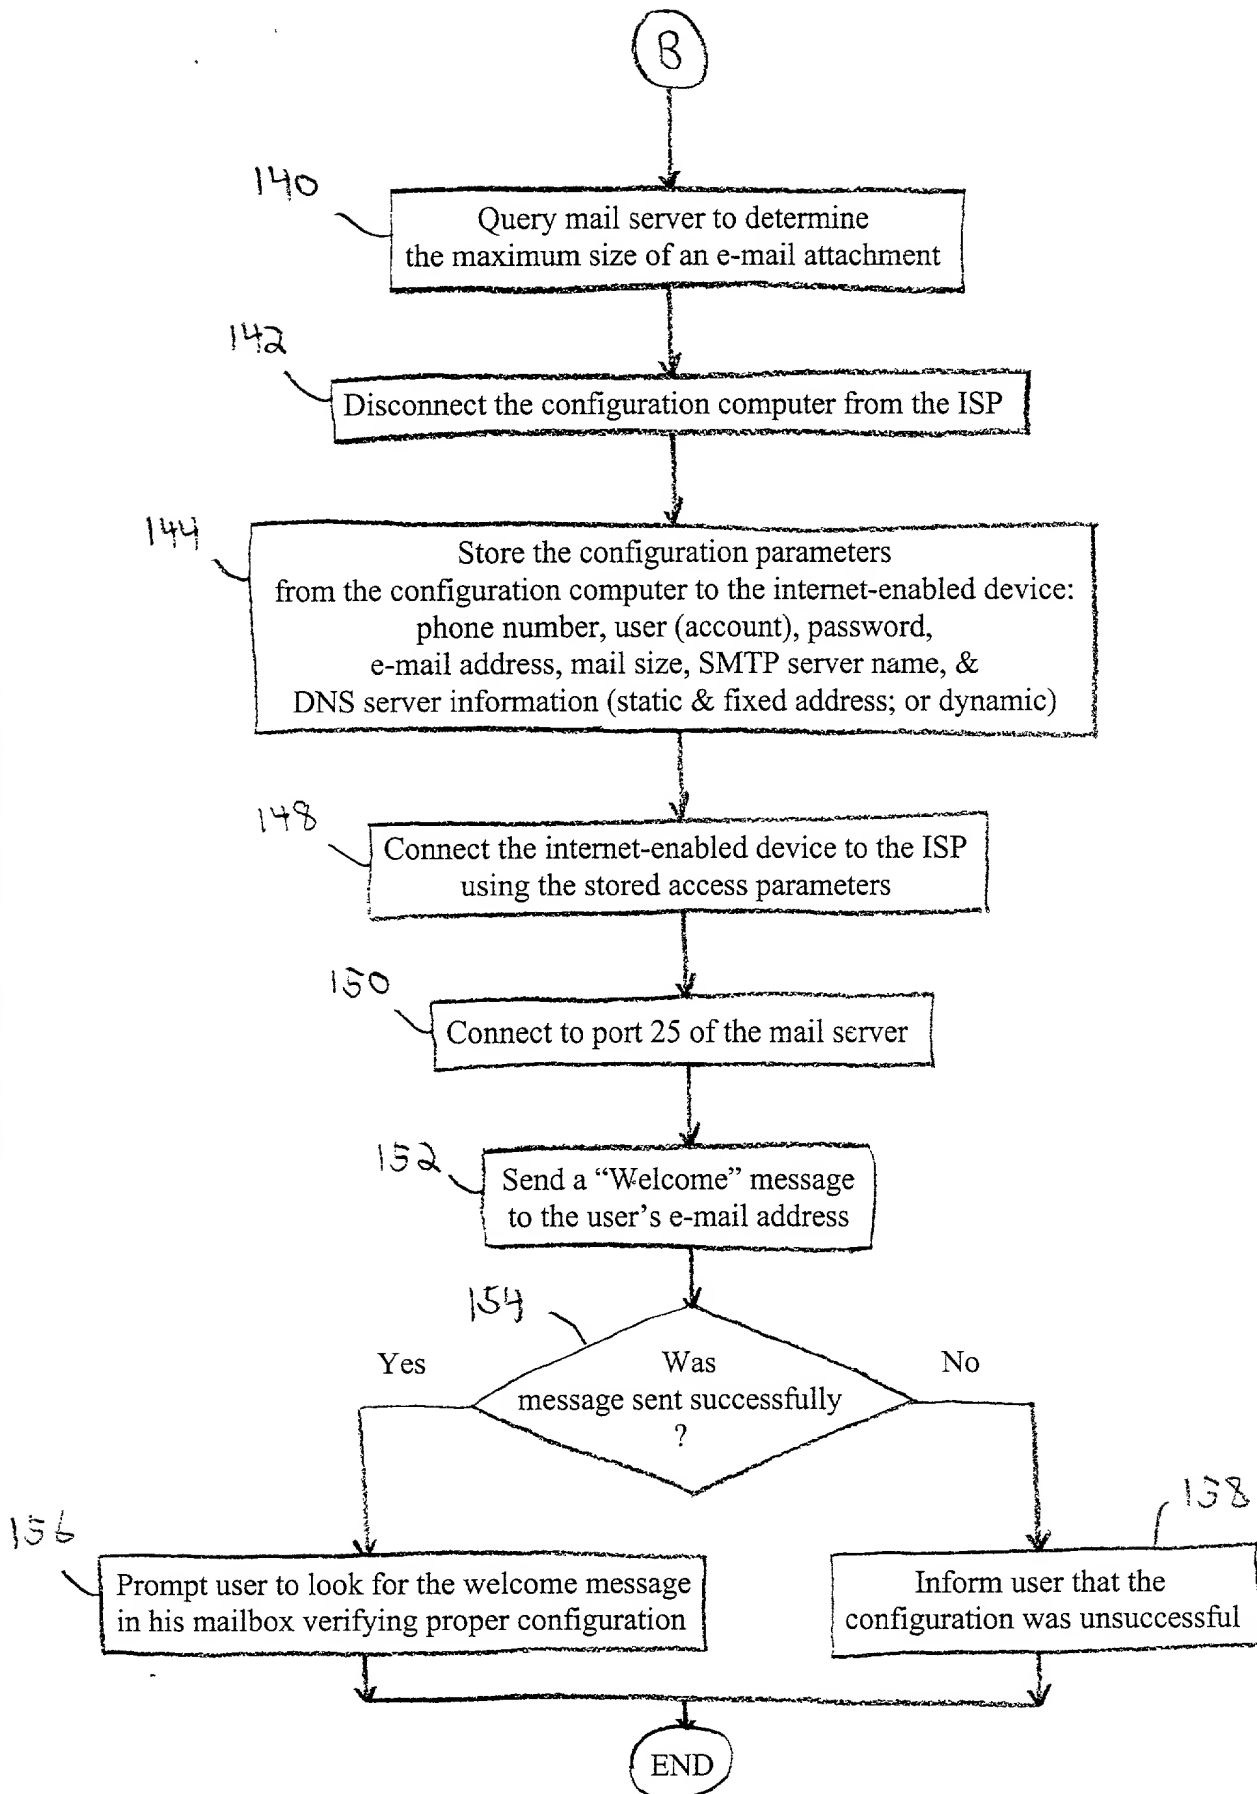 B
140
Query mail server to determine
the maximum size of an e-mail attachment
142
Disconnect the configuration computer from the ISP
144
Store the configuration parameters
from the configuration computer to the internet-enabled device:
phone number, user (account), password,
e-mail address, mail size, SMTP server name, &
DNS server information (static & fixed address; or dynamic)
148
Connect the internet-enabled device to the ISP
using the stored access parameters
150
Connect to port 25 of the mail server
152
Send a “Welcome” message
to the user’s e-mail address
154
Yes
Was
message sent successfully
?
No
156
Prompt user to look for the welcome message
in his mailbox verifying proper configuration
158
Inform user that the
configuration was unsuccessful
END